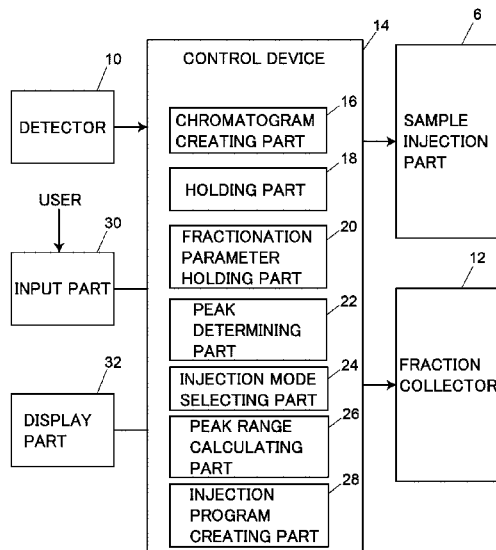 10
DETECTOR
USER
30
INPUT PART
32
DISPLAY
PART
14
CONTROL DEVICE
16
CHROMATOGRAM
CREATING PART
18
HOLDING PART
20
FRACTIONATION
PARAMETER
HOLDING PART
22
PEAK
DETERMINING
PART
24
INJECTION MODE
SELECTING PART
26
PEAK RANGE
CALCULATING
PART
28
INJECTION
PROGRAM
CREATING PART
6
SAMPLE
INJECTION
PART
12
FRACTION
COLLECTOR